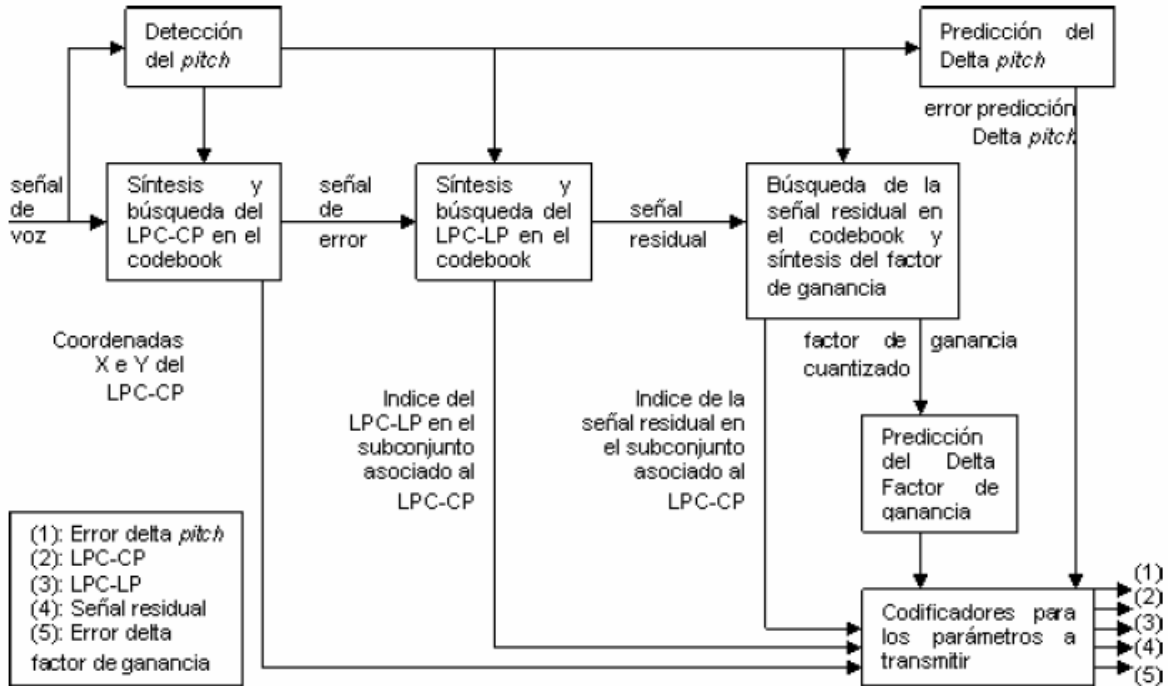 Detección
del pitch
Predicción del
Delta pitch
error predicción
Delta pitch
señal
de
voz
Síntesis y
búsqueda del
LPC-CP en el
codebook
señal
de
error
Síntesis y
búsqueda del
LPC-LP en el
codebook
señal
residual
Búsqueda de la
señal residual en
el codebook y
síntesis del factor
de ganancia
Coordenadas
X e Y del
LPC-CP
Indice del
LPC-LP en el
subconjunto
asociado al
LPC-CP
Indice de la
señal residual en
el subconjunto
asociado al
LPC-CP
factor de ganancia
cuantizado
Predicción
del Delta
Factor de
ganancia
(1): Error delta pitch
(2): LPC-CP
(3): LPC-LP
(4): Señal residual
(5): Error delta
factor de ganancia
Codificadores para
los parámetros a
transmitir
(1)
(2)
(3)
(4)
(5)